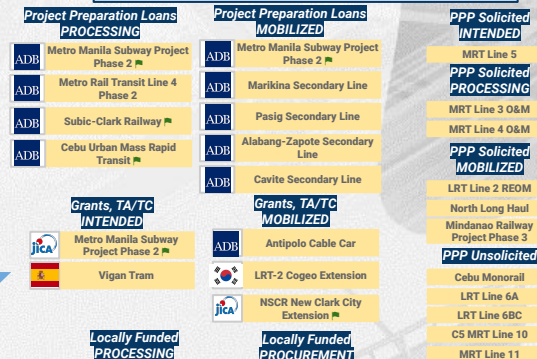 Project Preparation Loans
PROCESSING
ADB
Metro Manila Subway Project
Phase 2
ADB
Metro Rail Transit Line 4
Phase 2
ADB
Subic-Clark Railway
ADB
Cebu Urban Mass Rapid
Transit
Grants, TA/TC
INTENDED
jica
Metro Manila Subway
Project Phase 2
Vigan Tram
Locally Funded
PROCESSING
Project Preparation Loans
MOBILIZED
ADB
Metro Manila Subway Project
Phase 2
ADB
Marikina Secondary Line
ADB
Pasig Secondary Line
ADB
Alabang-Zapote Secondary
Line
ADB
Cavite Secondary Line
Grants, TA/TC
MOBILIZED
ADB
Antipolo Cable Car
LRT-2 Cogeo Extension
jica
NSCR New Clark City
Extension
Locally Funded
PROCUREMENT
PPP Solicited
INTENDED
MRT Line 5
PPP Solicited
PROCESSING
MRT Line 3 O&M
MRT Line 4 O&M
PPP Solicited
MOBILIZED
LRT Line 2 REOM
North Long Haul
Mindanao Railway
Project Phase 3
PPP Unsolicited
Cebu Monorail
LRT Line 6A
LRT Line 6BC
C5 MRT Line 10
MRT Line 11